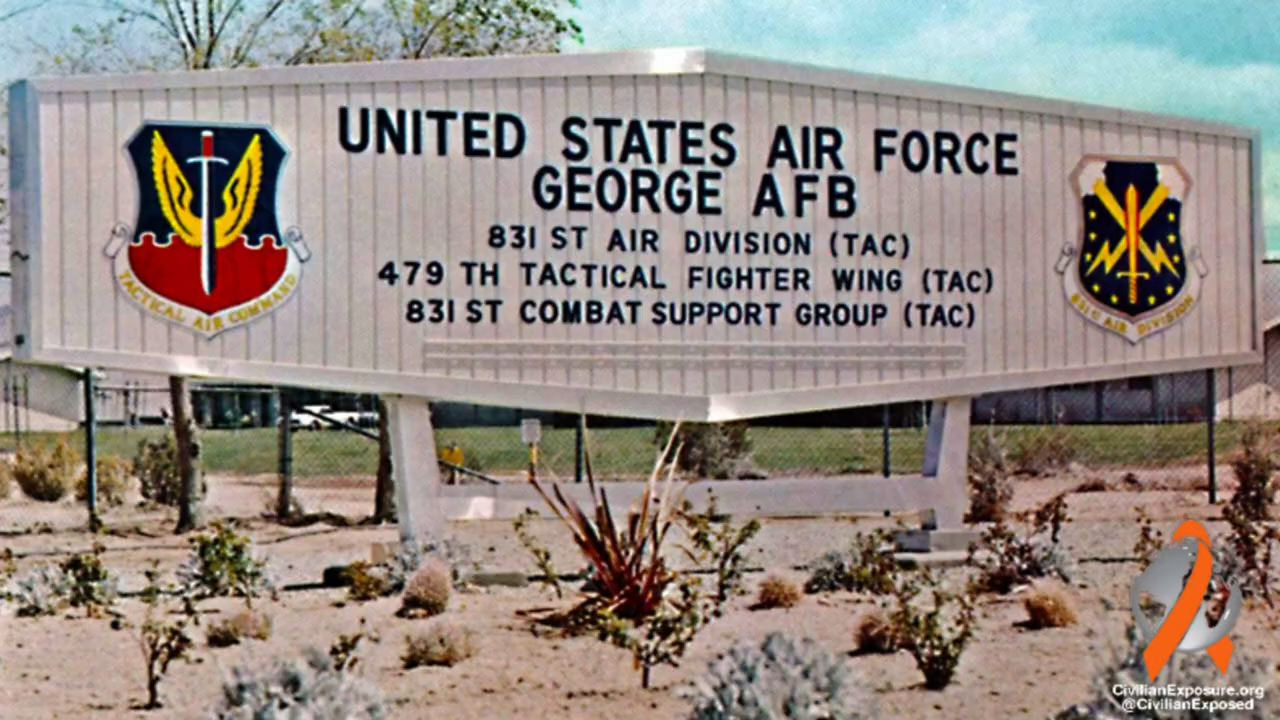 UNITED STATES AIR FORCE
GEORGE AFB
831 ST AIR DIVISION (TAC)
479 TH TACTICAL FIGHTER WING (TAC)
831 ST COMBAT SUPPORT GROUP (TAC)
TACTICAL AIR COMMAND
831st AIR DIVISION
CivilianExposure.org
@CivilianExposed